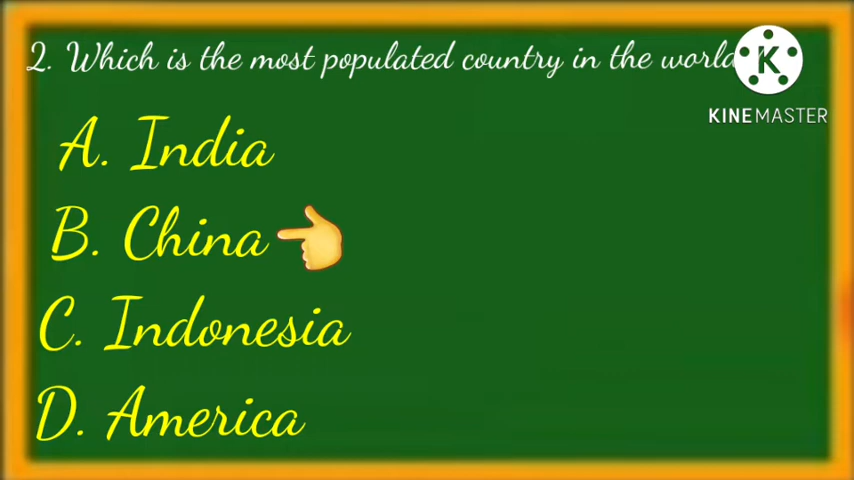 2. Which is the most populated country in the world
KINEMASTER
A. India
B. China
C. Indonesia
D. America